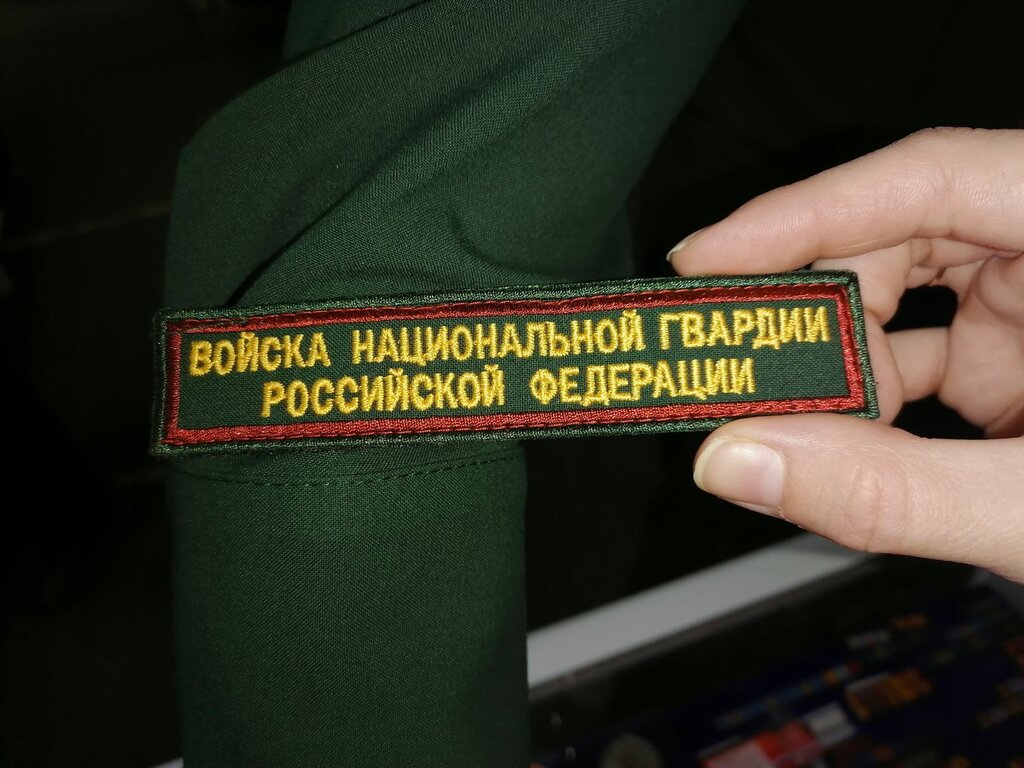 ВОЙСКА НАЦИОНАЛЬНОЙ ГВАРДИИ
РОССИЙСКОЙ ФЕДЕРАЦИИ